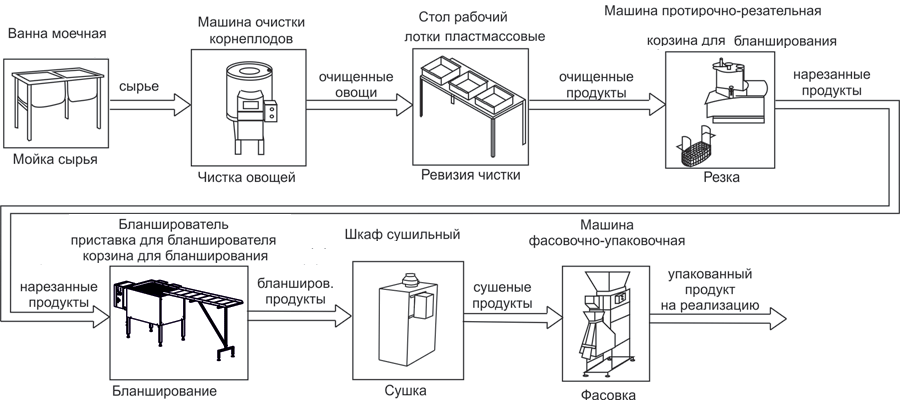 Ванна моечная
сырье
Мойка сырья
Машина очистки
корнеплодов
очищенные
овощи
Чистка овощей
Стол рабочий
лотки пластмассовые
очищенные
продукты
Ревизия чистки
Машина протирочно-резательная
корзина для бланширования
нарезанные
продукты
Резка
нарезанные
продукты
Бланширователь
приставка для бланширователя
корзина для бланширования
бланширов.
продукты
Бланширование
Шкаф сушильный
сушеные
продукты
Сушка
Машина
фасовочно-упаковочная
упакованный
продукт
на реализацию
Фасовка